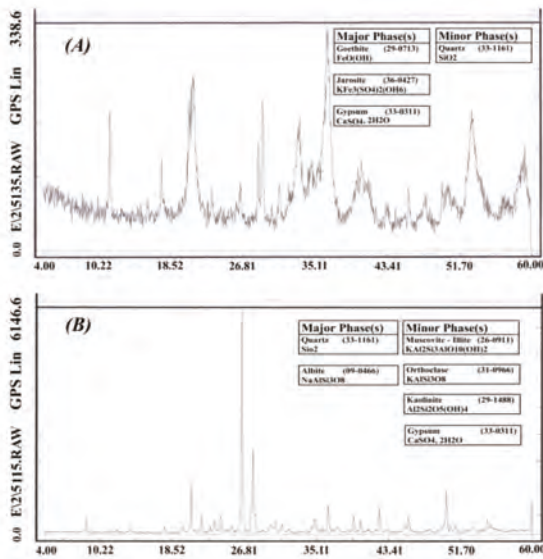 338.6
GPS Lin
E\2\5135.RAW
0.0
(A)
Major Phase(s)
Goethite (29-0713)
FeO(OH)
Jarosite (36-0427)
KFe3(SO4)2(OH6)
Gypsum (33-0311)
CaSO4, 2H2O
Minor Phase(s)
Quartz (33-1161)
SiO2
4.00 10.22 18.52 26.81 35.11 43.41 51.70 60.00
6146.6
GPS Lin
E\2\5115.RAW
0.0
(B)
Major Phase(s)
Quartz (33-1161)
Sio2
Albite (09-0466)
NaAlSi3O8
Minor Phase(s)
Muscovite - Illite (26-0911)
KAl2Si3AlO10(OH)2
Orthoclase (31-0966)
KAlSi3O8
Kaolinite (29-1488)
Al2Si2O5(OH)4
Gypsum (33-0311)
CaSO4, 2H2O
4.00 10.22 18.52 26.81 35.11 43.41 51.70 60.00